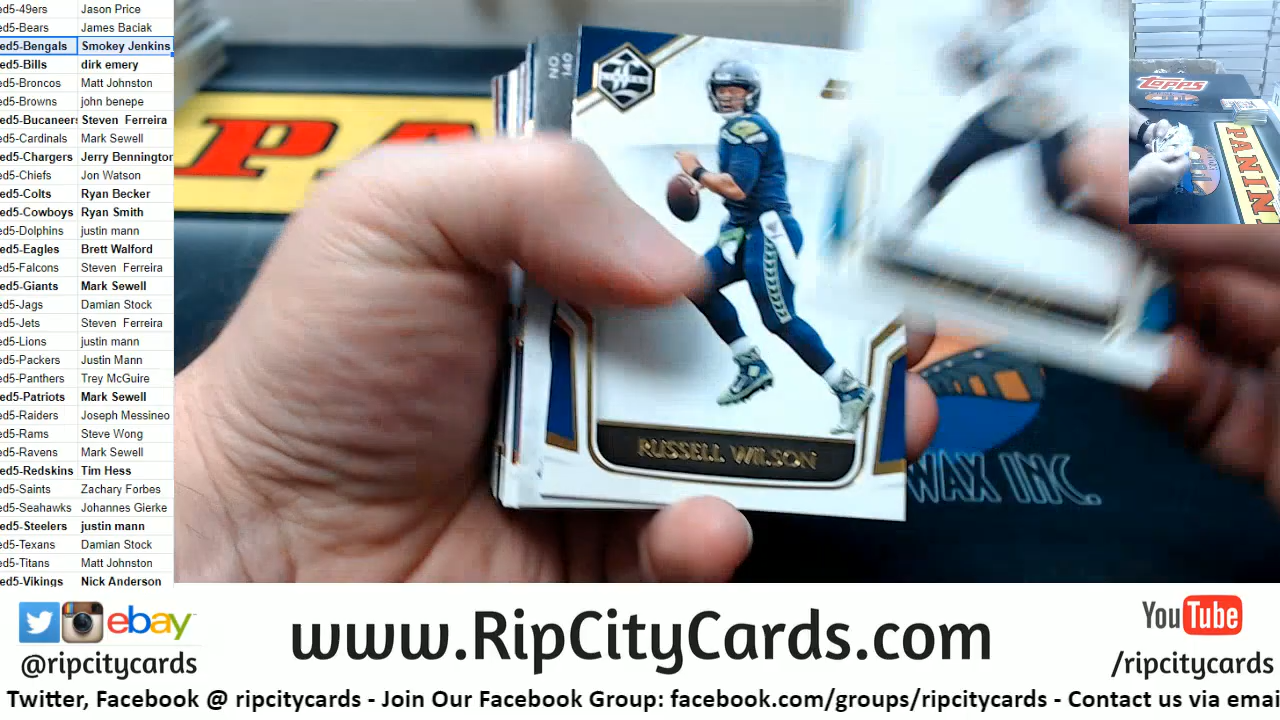 ed5-49ers Jason Price
ed5-Bears James Baciak
ed5-Bengals Smokey Jenkins
ed5-Bills dirk emery
ed5-Broncos Matt Johnston
ed5-Browns john benepe
ed5-Bucaneers Steven Ferreira
ed5-Cardinals Mark Sewell
ed5-Chargers Jerry Bennington
ed5-Chiefs Jon Watson
ed5-Colts Ryan Becker
ed5-Cowboys Ryan Smith
ed5-Dolphins justin mann
ed5-Eagles Brett Walford
ed5-Falcons Steven Ferreira
ed5-Giants Mark Sewell
ed5-Jags Damian Stock
ed5-Jets Steven Ferreira
ed5-Lions justin mann
ed5-Packers Justin Mann
ed5-Panthers Trey McGuire
ed5-Patriots Mark Sewell
ed5-Raiders Joseph Messineo
ed5-Rams Steve Wong
ed5-Ravens Mark Sewell
ed5-Redskins Tim Hess
ed5-Saints Zachary Forbes
ed5-Seahawks Johannes Gierke
ed5-Steelers justin mann
ed5-Texans Damian Stock
ed5-Titans Matt Johnston
ed5-Vikings Nick Anderson
NO. 140
RUSSELL WILSON
PA
WAX INC.
Topps
PANIN
ebay
@ripcitycards
www.RipCityCards.com
YouTube
/ripcitycards
Twitter, Facebook @ ripcitycards - Join Our Facebook Group: facebook.com/groups/ripcitycards - Contact us via emai